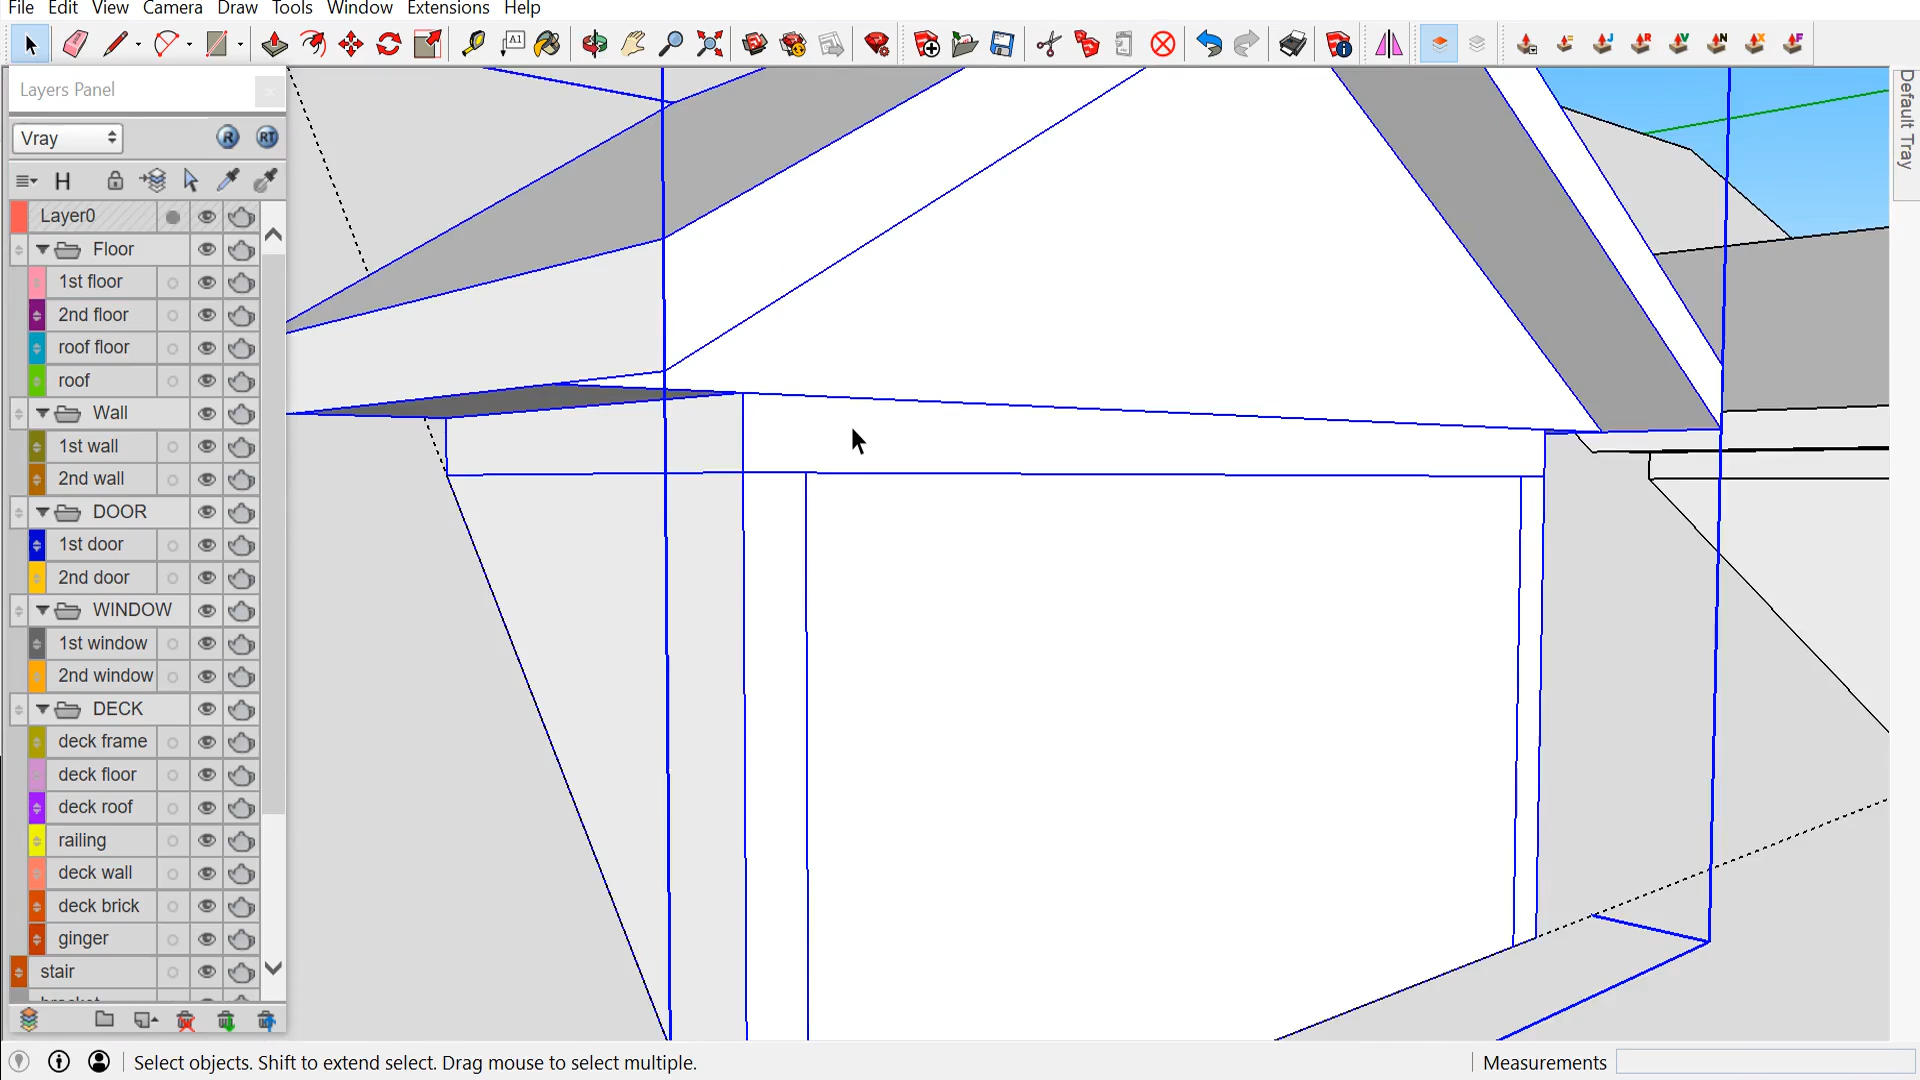 File Edit View Camera Draw Tools Window Extensions Help
A1
J R V N X F
Layers Panel
Default Tray
Vray
R RT
H
Layer0
Floor
1st floor
2nd floor
roof floor
roof
Wall
1st wall
2nd wall
DOOR
1st door
2nd door
WINDOW
1st window
2nd window
DECK
deck frame
deck floor
deck roof
railing
deck wall
deck brick
ginger
stair
Select objects. Shift to extend select. Drag mouse to select multiple.
Measurements